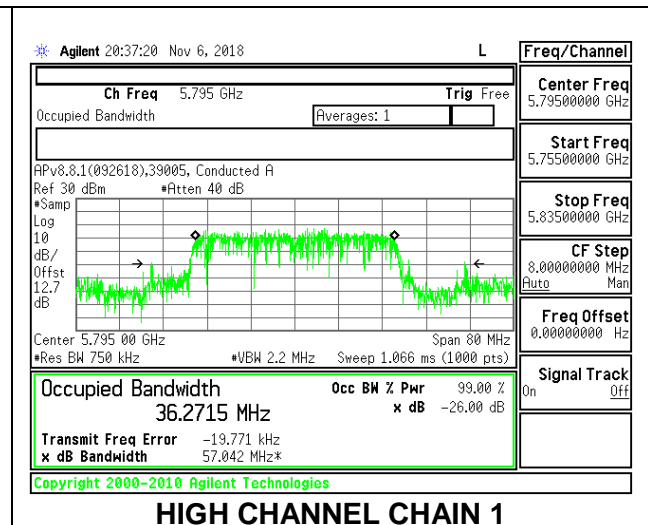 Agilent 20:37:20 Nov 6, 2018 L Freq/Channel
Ch Freq 5.795 GHz Trig Free
Occupied Bandwidth Averages: 1
Center Freq
5.79500000 GHz
Start Freq
5.75500000 GHz
APv8.8.1(092618),39005, Conducted A
Ref 30 dBm #Atten 40 dB
#Samp
Log
10
dB/
Offst
12.7
dB
Stop Freq
5.83500000 GHz
CF Step
8.00000000 MHz
Auto Man
Freq Offset
0.00000000 Hz
Center 5.795 00 GHz Span 80 MHz
#Res BW 750 kHz #VBW 2.2 MHz Sweep 1.066 ms (1000 pts)
Signal Track
On Off
Occupied Bandwidth Occ BW % Pwr 99.00 %
36.2715 MHz x dB -26.00 dB
Transmit Freq Error -19.771 kHz
x dB Bandwidth 57.042 MHz*
Copyright 2000-2010 Agilent Technologies
HIGH CHANNEL CHAIN 1